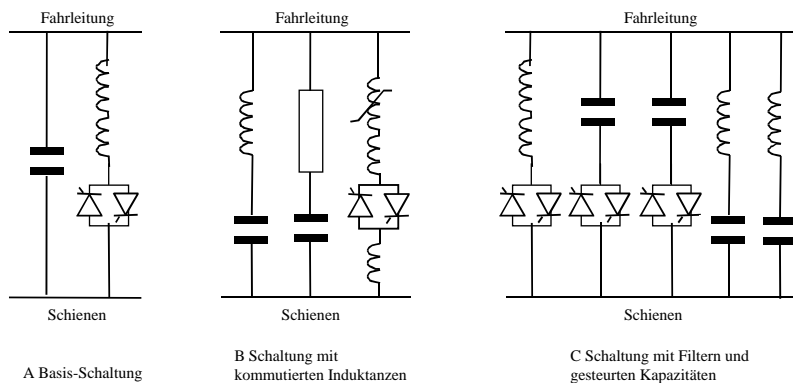 Fahrleitung
Fahrleitung
Fahrleitung
Schienen
Schienen
Schienen
A Basis-Schaltung
B Schaltung mit
kommutierten Induktanzen
C Schaltung mit Filtern und
gesteurten Kapazitäten